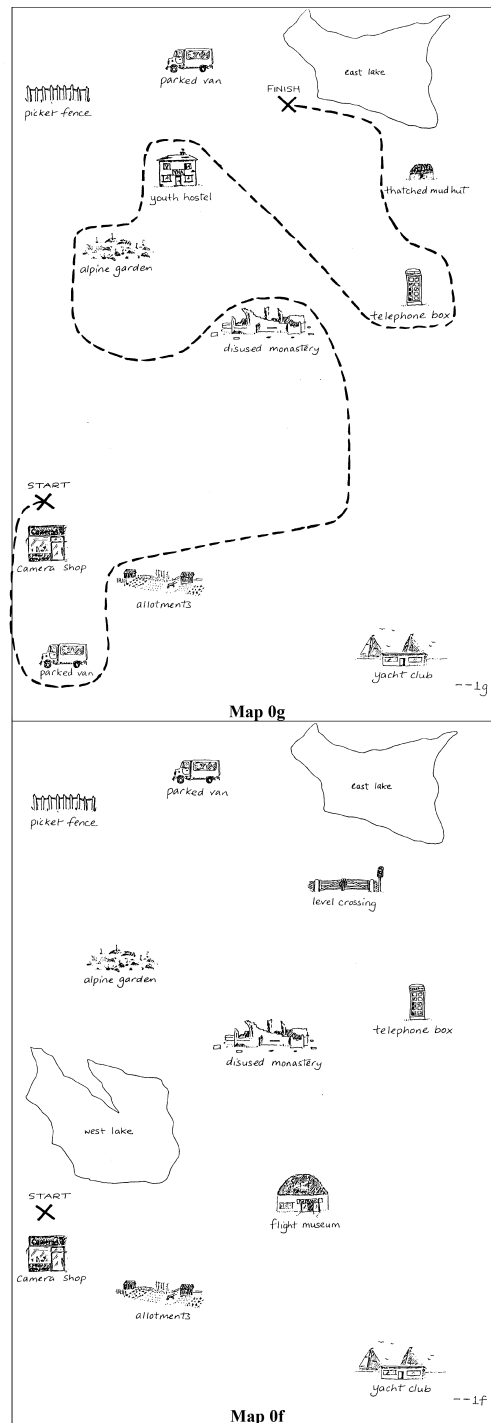 parked van
east lake
FINISH
picket fence
thatched mud hut
youth hostel
alpine garden
telephone box
disused monastery
START
Cameras
camera shop
allotments
parked van
yacht club
--1g
Map 0g
parked van
east lake
picket fence
level crossing
alpine garden
telephone box
disused monastery
west lake
START
flight museum
Cameras
camera shop
allotments
yacht club
--1f
Map 0f